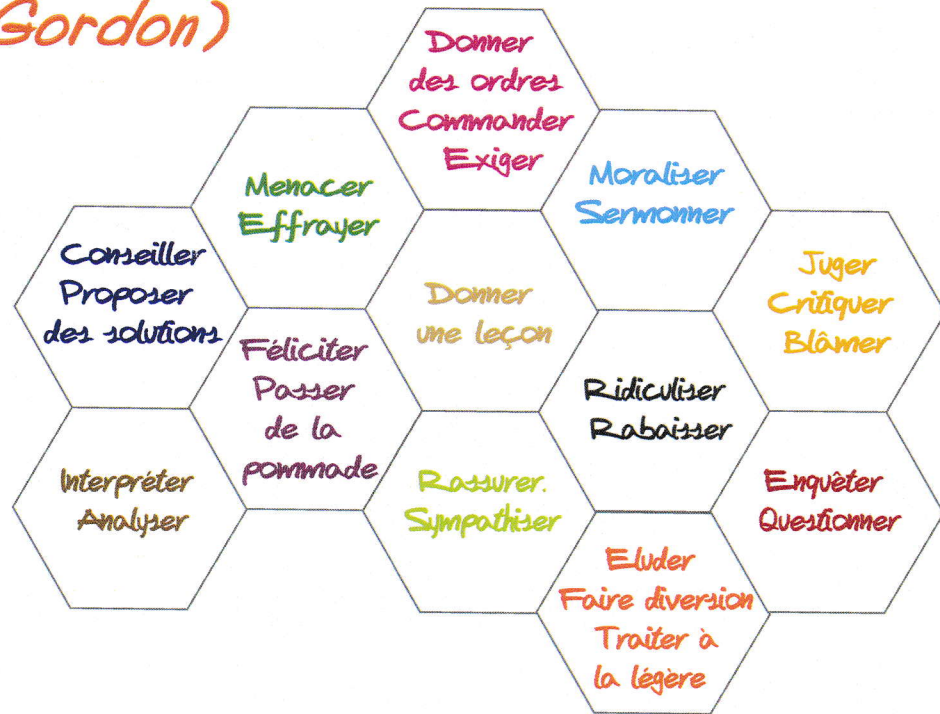 Gordon)
Donner
des ordres
Commander
Exiger
Menacer
Effrayer
Moraliser
Sermonner
Conseiller
Proposer
des solutions
Donner
une leçon
Juger
Critiquer
Blâmer
Féliciter
Passer
de la
pommade
Ridiculiser
Rabaisser
Interpréter
Analyser
Rassurer.
Sympathiser
Enquêter
Questionner
Eluder
Faire diversion
Traiter à
la légère